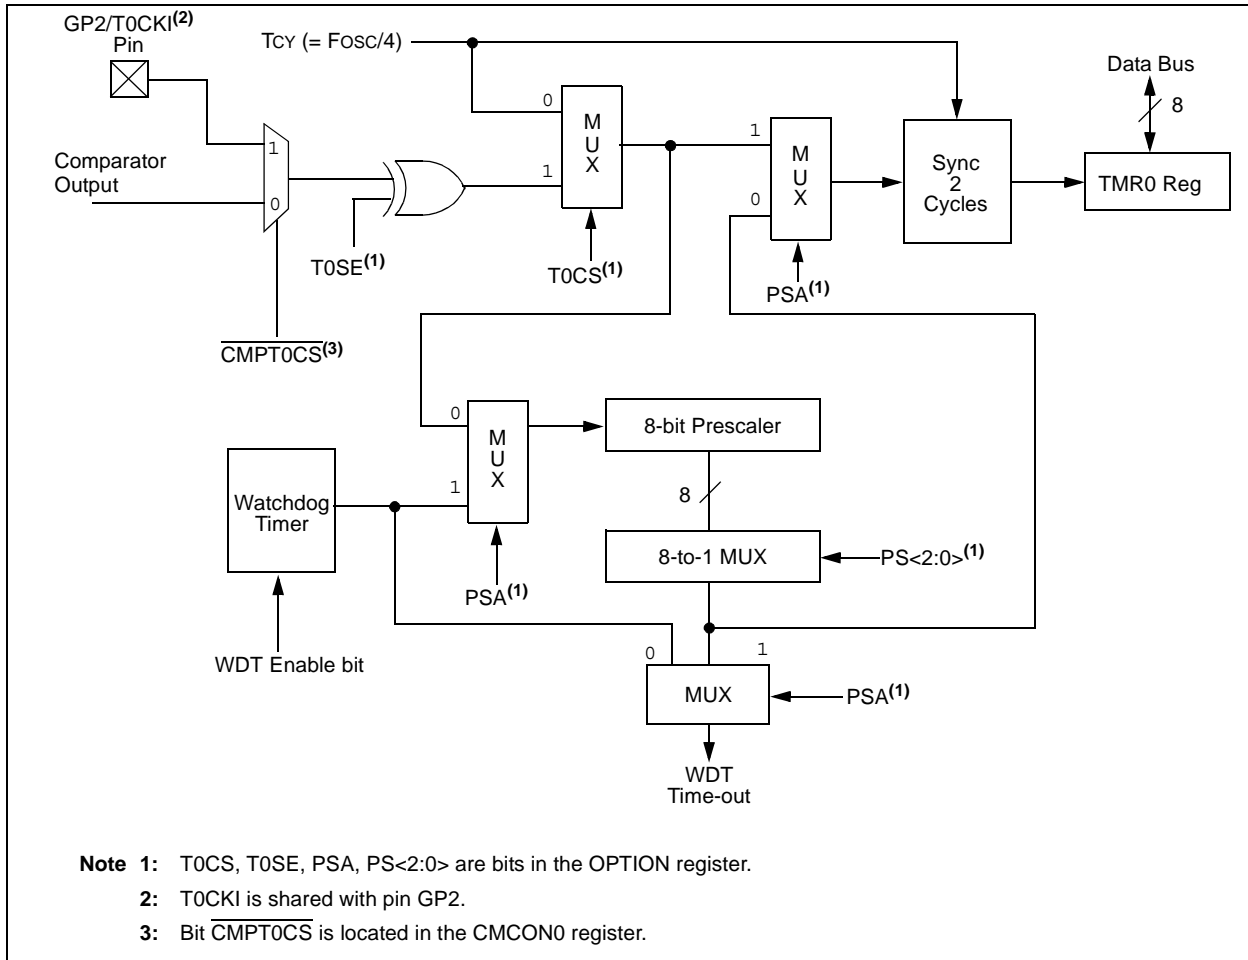 GP2/T0CKI(2)
Pin
TCY (= FOSC/4)
Data Bus
8
0
M
U
X
1
T0CS(1)
1
M
U
X
0
PSA(1)
Sync
2
Cycles
TMR0 Reg
Comparator
Output
1
0
T0SE(1)
CMPT0CS(3)
0
M
U
X
1
PSA(1)
8-bit Prescaler
8
Watchdog
Timer
8-to-1 MUX
PS<2:0>(1)
WDT Enable bit
0
1
MUX
PSA(1)
WDT
Time-out
Note 1: T0CS, T0SE, PSA, PS<2:0> are bits in the OPTION register.
2: T0CKI is shared with pin GP2.
3: Bit CMPT0CS is located in the CMCON0 register.